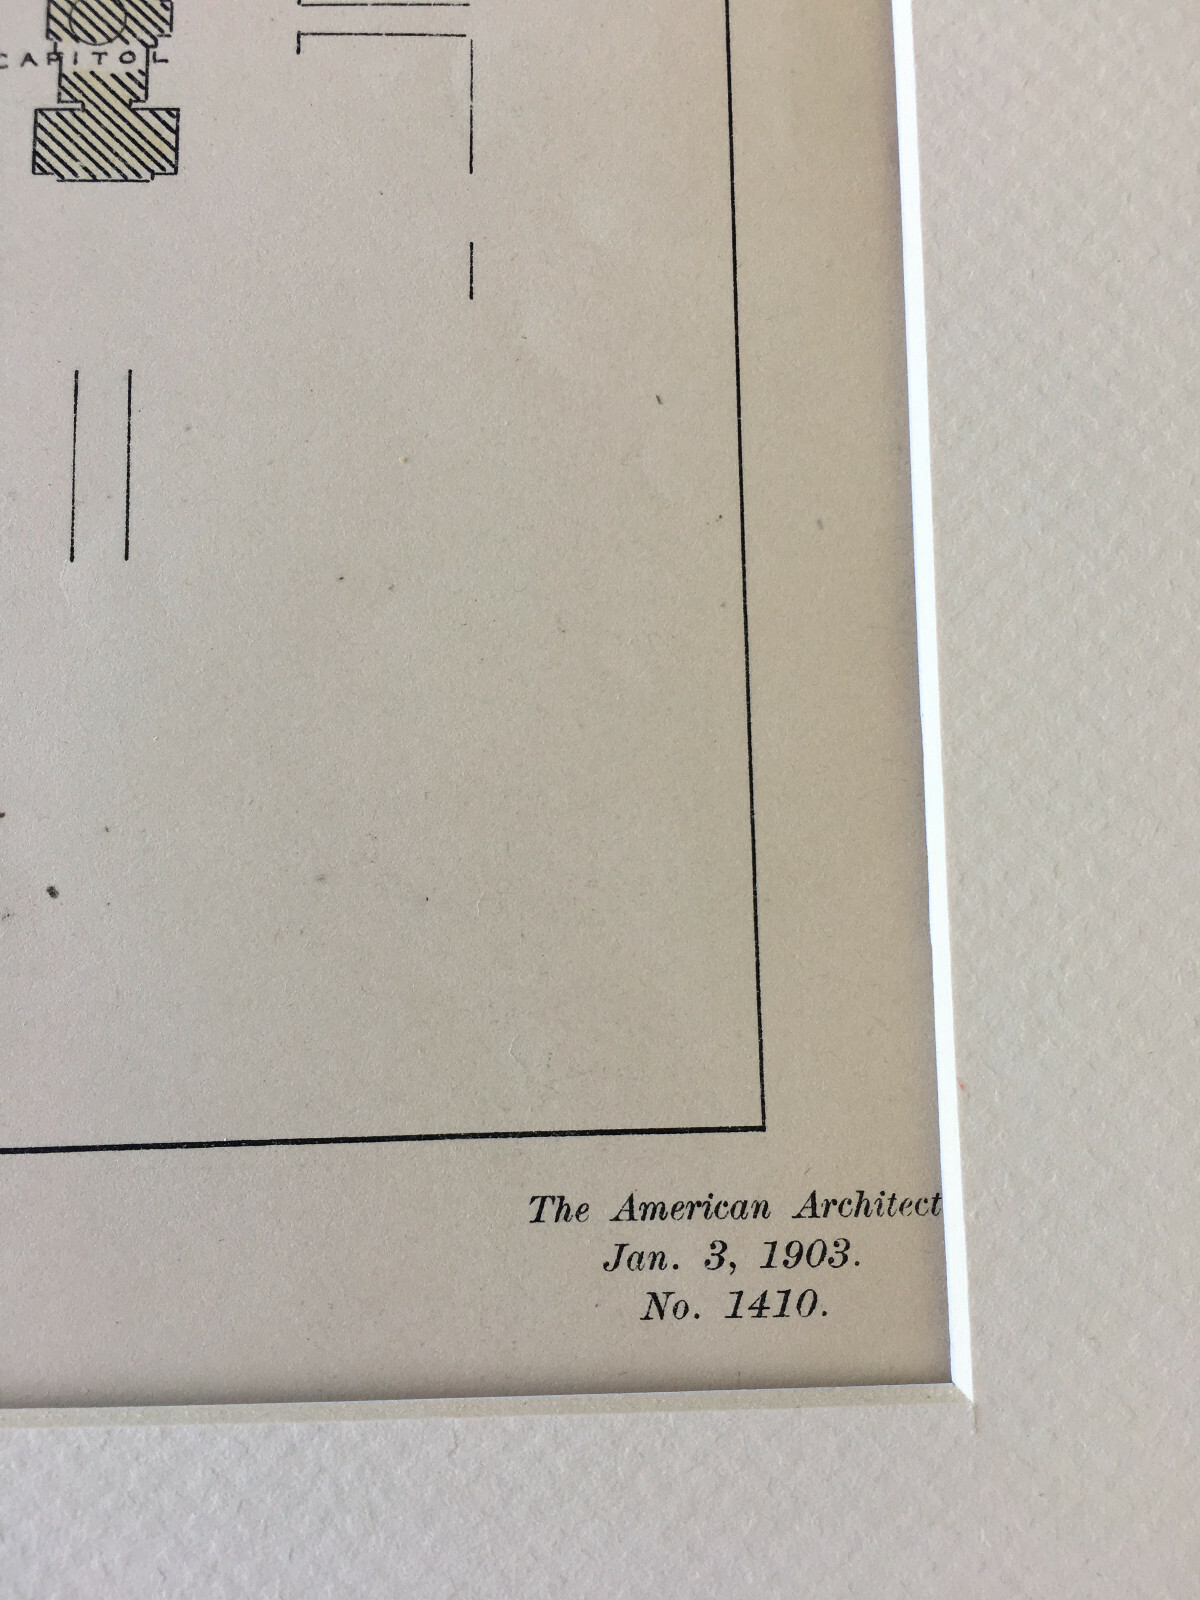 CAPITOL
The American Architect
Jan. 3, 1903.
No. 1410.